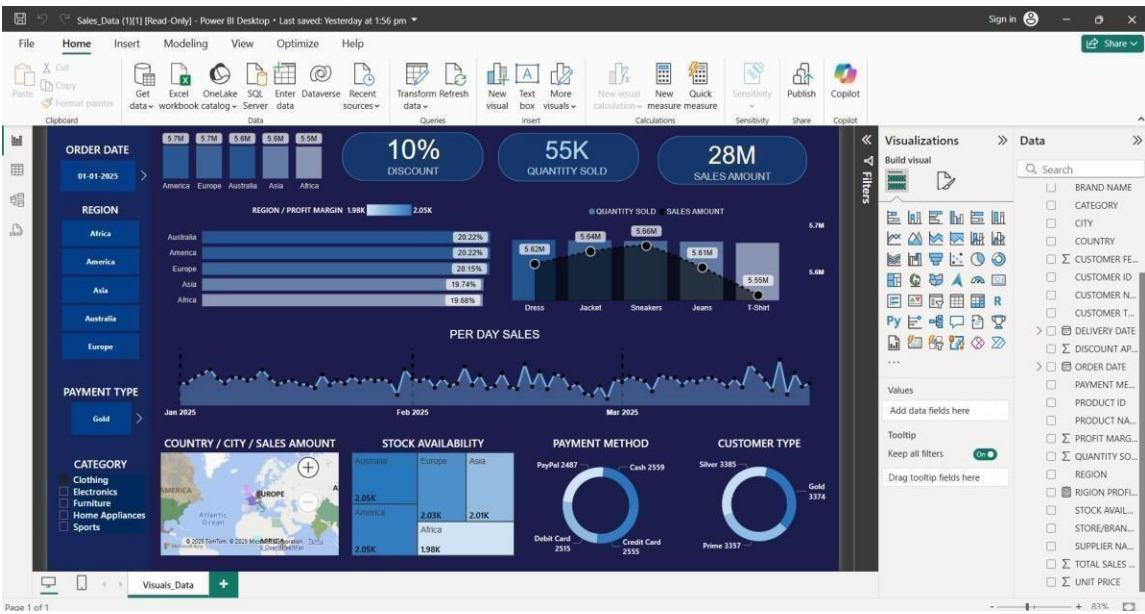 Sales_Data (1)[1] [Read-Only] - Power BI Desktop • Last saved: Yesterday at 1:56 pm
Sign in
File Home Insert Modeling View Optimize Help
Share
Paste
Cut
Copy
Format painter
Get data
Excel workbook
OneLake catalog
SQL Server
Enter data
Dataverse
Recent sources
Transform data
Refresh
New visual
Text box
More visuals
New visual calculation
New measure
Quick measure
Sensitivity
Publish
Copilot
Clipboard Data Queries Insert Calculations Sensitivity Share Copilot
ORDER DATE
01-01-2025
REGION
Africa
America
Asia
Australia
Europe
PAYMENT TYPE
Gold
CATEGORY
Clothing
Electronics
Furniture
Home Appliances
Sports
5.7M 5.7M 5.6M 5.6M 5.5M
America Europe Australia Asia Africa
10%
DISCOUNT
55K
QUANTITY SOLD
28M
SALES AMOUNT
REGION / PROFIT MARGIN 1.98K 2.05K
Australia 20.22%
America 20.22%
Europe 20.15%
Asia 19.74%
Africa 19.68%
QUANTITY SOLD SALES AMOUNT
5.7M
5.6M
5.62M 5.64M 5.66M 5.61M 5.55M
Dress Jacket Sneakers Jeans T-Shirt
PER DAY SALES
Jan 2025 Feb 2025 Mar 2025
COUNTRY / CITY / SALES AMOUNT
AMERICA
EUROPE
A
Atlantic
Ocean
STOCK AVAILABILITY
Australia
2.05K
America
2.05K
Europe
2.03K
Asia
2.01K
Africa
1.98K
PAYMENT METHOD
PayPal 2487
Cash 2559
Debit Card
2515
Credit Card
2555
CUSTOMER TYPE
Silver 3385
Gold
3374
Prime 3357
Filters
Visualizations
Build visual
Py
R
Values
Add data fields here
Tooltip
Keep all filters
On
Drag tooltip fields here
Data
Search
BRAND NAME
CATEGORY
CITY
COUNTRY
CUSTOMER FE...
CUSTOMER ID
CUSTOMER N...
CUSTOMER T...
DELIVERY DATE
DISCOUNT AP...
ORDER DATE
PAYMENT ME...
PRODUCT ID
PRODUCT NA...
PROFIT MARG...
QUANTITY SO...
REGION
RIGION PROFI...
STOCK AVAIL...
STORE/BRAN...
SUPPLIER NA...
TOTAL SALES ...
UNIT PRICE
Visuals_Data
Page 1 of 1
83%